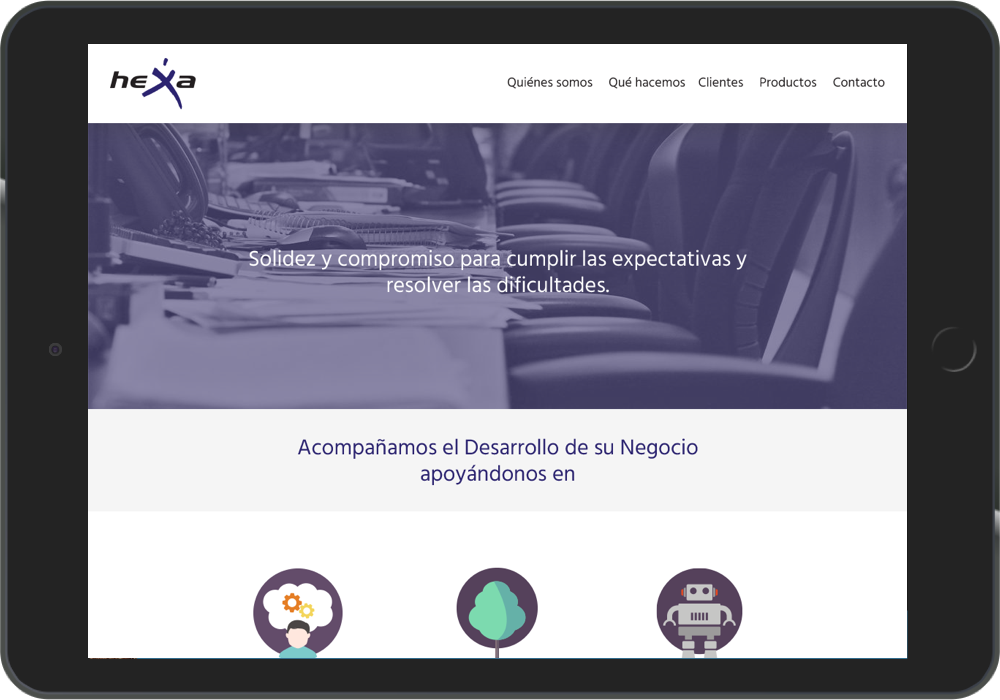 hexa
Quiénes somos Qué hacemos Clientes Productos Contacto
Solidez y compromiso para cumplir las expectativas y
resolver las dificultades.
Acompañamos el Desarrollo de su Negocio
apoyándonos en